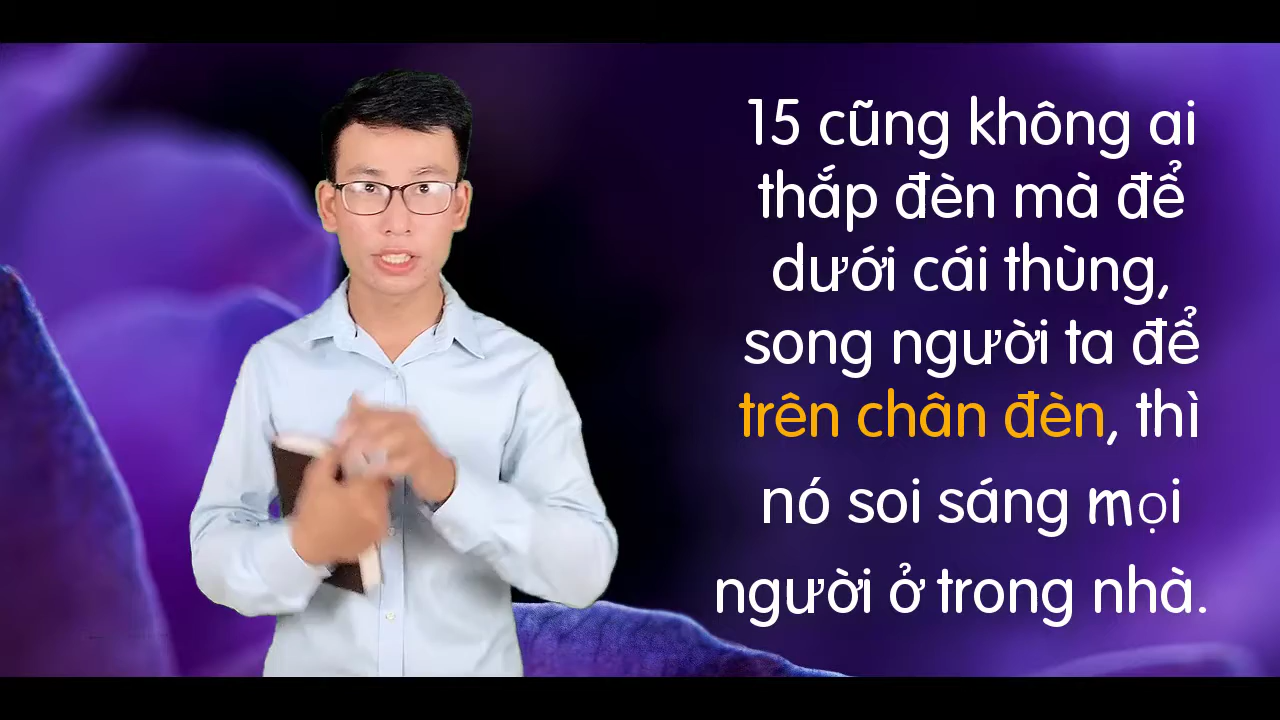 15 cũng không ai
thắp đèn mà để
dưới cái thùng,
song người ta để
trên chân đèn, thì
nó soi sáng mọi
người ở trong nhà.